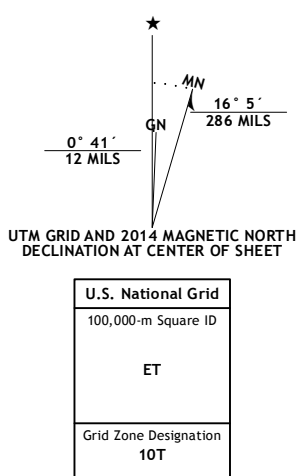 ★
MN
16° 5´
286 MILS
GN
0° 41´
12 MILS
UTM GRID AND 2014 MAGNETIC NORTH
DECLINATION AT CENTER OF SHEET
U.S. National Grid
100,000-m Square ID
ET
Grid Zone Designation
10T